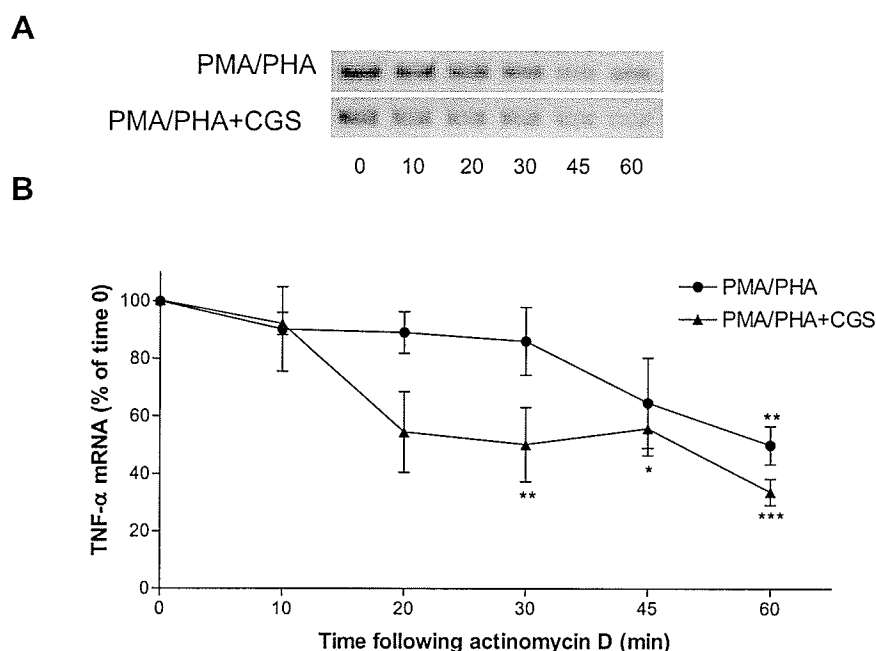 A
PMA/PHA
PMA/PHA+CGS
0 10 20 30 45 60
B
TNF-α mRNA (% of time 0)
100
80
60
40
20
0
PMA/PHA
PMA/PHA+CGS
**
**
*
***
0 10 20 30 45 60
Time following actinomycin D (min)